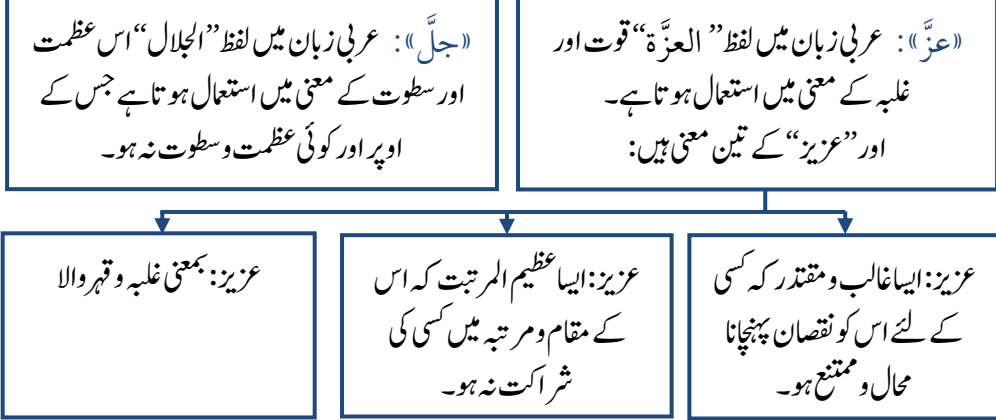 «عزَّ»: عربی زبان میں لفظ ”العزَّة“ قوت اور
غلبہ کے معنی میں استعمال ہوتا ہے۔
اور ”عزیز“ کے تین معنی ہیں:
«جلَّ»: عربی زبان میں لفظ ”الجلال“ اس عظمت
اور سطوت کے معنی میں استعمال ہوتا ہے جس کے
اوپر اور کوئی عظمت و سطوت نہ ہو۔
عزیز: ایسا غالب و مقتدر کہ کسی
کے لئے اس کو نقصان پہنچانا
محال و ممتنع ہو۔
عزیز: ایسا عظیم المرتبت کہ اس
کے مقام و مرتبہ میں کسی کی
شراکت نہ ہو۔
عزیز: بمعنی غلبہ و قہر والا